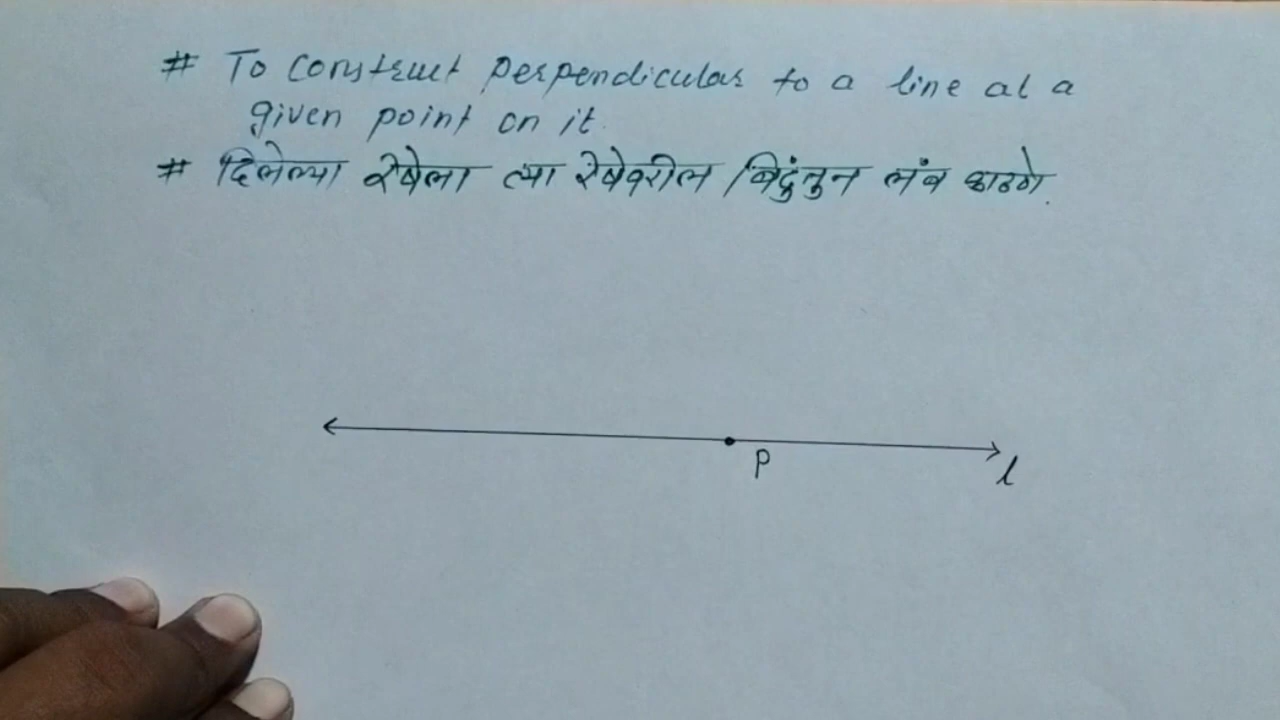 # To construct perpendicular to a line at a
given point on it.
# दिलेल्या रेषेला त्या रेषेवरील बिंदुंतुन लंब काढणे.
P
l